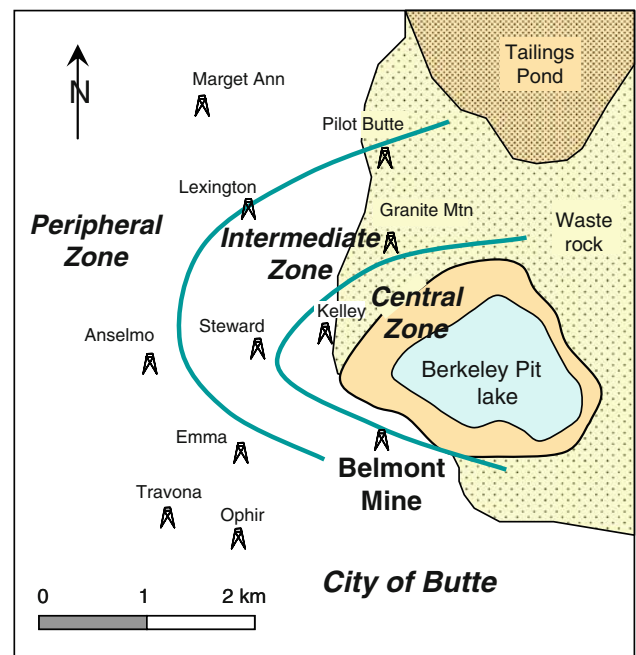 Tailings
Pond
N
Marget Ann
Pilot Butte
Lexington
Granite Mtn
Waste
rock
Peripheral
Zone
Intermediate
Zone
Central
Zone
Kelley
Steward
Anselmo
Berkeley Pit
lake
Emma
Belmont
Mine
Travona
Ophir
City of Butte
0 1 2 km